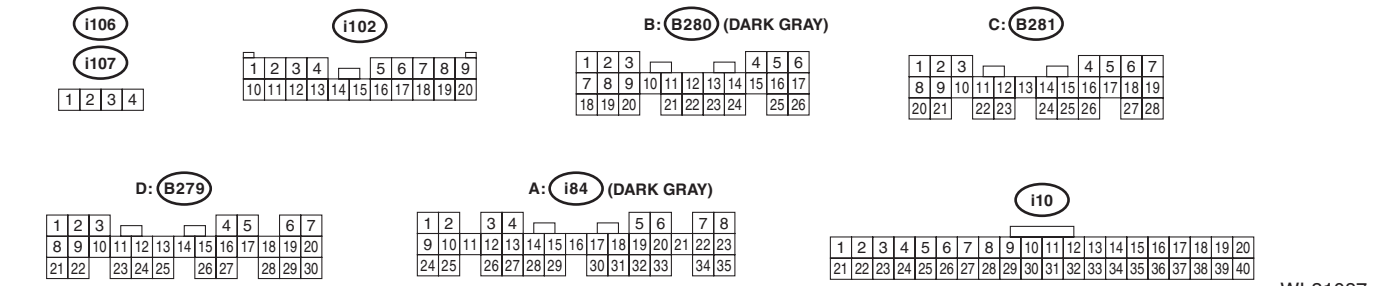 i106
i107
1 2 3 4
i102
1 2 3 4 5 6 7 8 9
10 11 12 13 14 15 16 17 18 19 20
B: B280 (DARK GRAY)
1 2 3 4 5 6
7 8 9 10 11 12 13 14 15 16 17
18 19 20 21 22 23 24 25 26
C: B281
1 2 3 4 5 6 7
8 9 10 11 12 13 14 15 16 17 18 19
20 21 22 23 24 25 26 27 28
D: B279
1 2 3 4 5 6 7
8 9 10 11 12 13 14 15 16 17 18 19 20
21 22 23 24 25 26 27 28 29 30
A: i84 (DARK GRAY)
1 2 3 4 5 6 7 8
9 10 11 12 13 14 15 16 17 18 19 20 21 22 23
24 25 26 27 28 29 30 31 32 33 34 35
i10
1 2 3 4 5 6 7 8 9 10 11 12 13 14 15 16 17 18 19 20
21 22 23 24 25 26 27 28 29 30 31 32 33 34 35 36 37 38 39 40